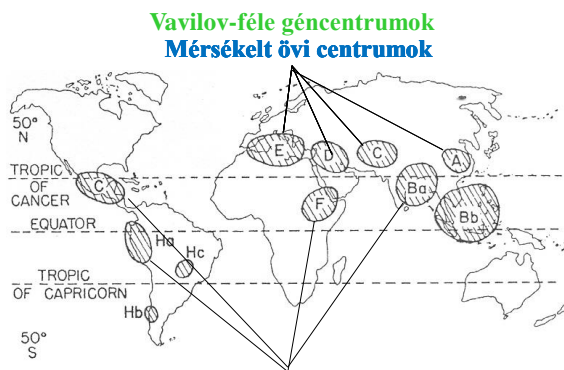 Vavilov-féle géncentrumok
Mérsékelt övi centrumok
50°
N
E
D
C
A
TROPIC
OF
CANCER
C
Ba
F
Bb
EQUATOR
Ha
Hc
TROPIC
OF CAPRICORN
Hb
50°
S